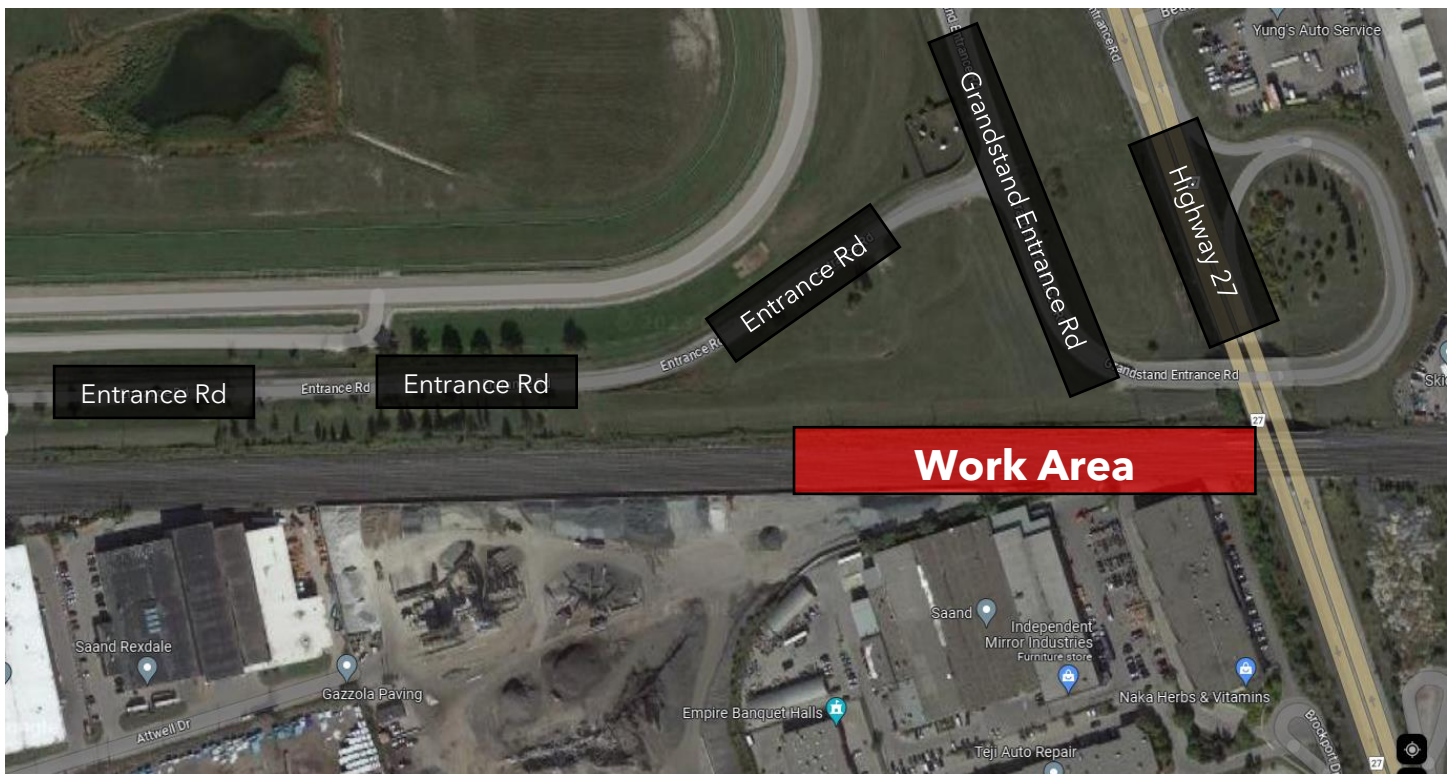 Yung's Auto Service
Entrance Rd
Grandstand Entrance Rd
Highway 27
Entrance Rd
Entrance Rd
Entrance Rd
Entrance Rd
Entrance Rd
Grandstand Entrance Rd
27
Work Area
Saand
Independent
Mirror Industries
Furniture store
Saand Rexdale
Gazzola Paving
Naka Herbs & Vitamins
Empire Banquet Halls
Attwell Dr
Teji Auto Repair
27